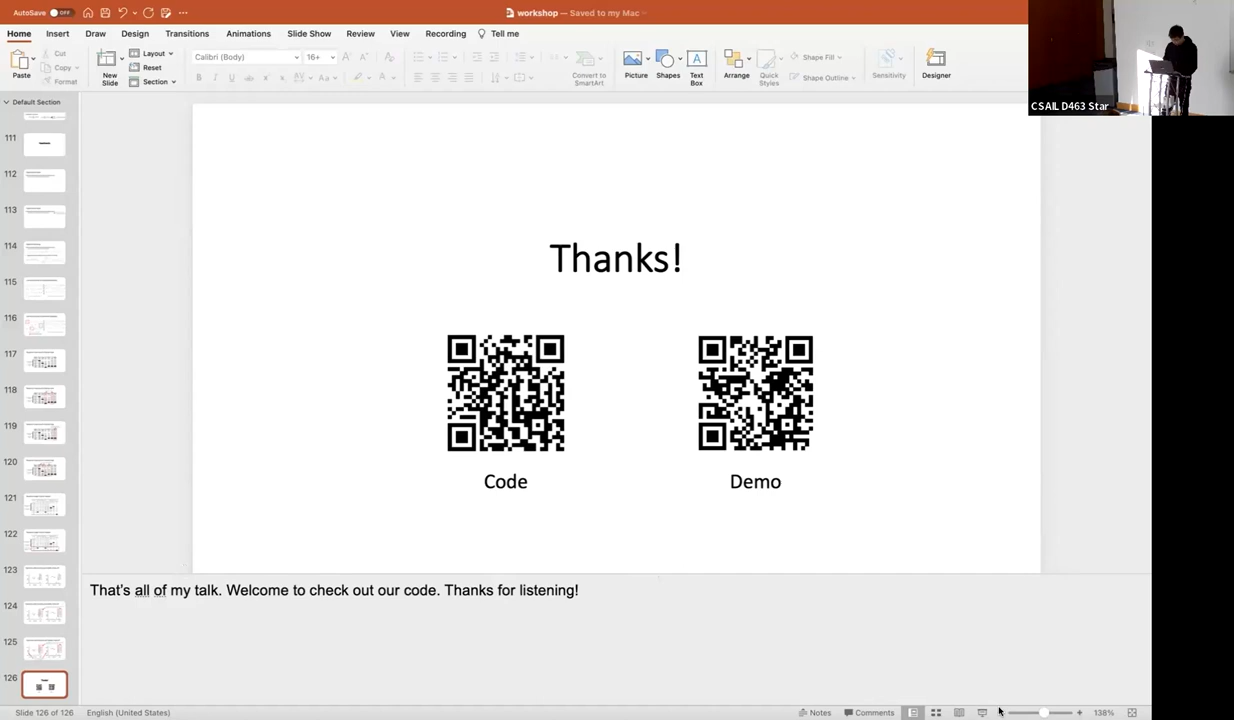 AutoSave OFF
workshop — Saved to my Mac
Home Insert Draw Design Transitions Animations Slide Show Review View Recording Tell me
Paste
Cut
Copy
Format
New Slide
Layout
Reset
Section
Calibri (Body)
16+
Convert to SmartArt
Picture
Shapes
Text Box
Arrange
Quick Styles
Shape Fill
Shape Outline
Sensitivity
Designer
CSAIL D463 Star
Default Section
111
112
113
114
115
116
117
118
119
120
121
122
123
124
125
126
Thanks!
Code Demo
That's all of my talk. Welcome to check out our code. Thanks for listening!
Slide 126 of 126 English (United States) Notes Comments 138%